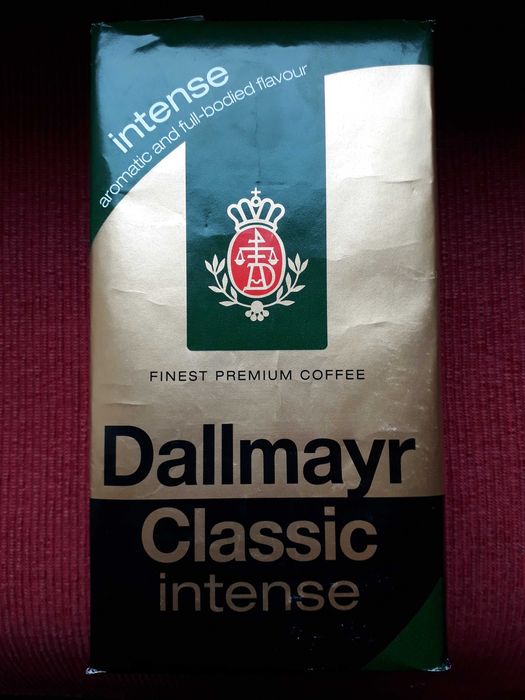 intense
aromatic and full-bodied flavour
FINEST PREMIUM COFFEE
Dallmayr
Classic
intense